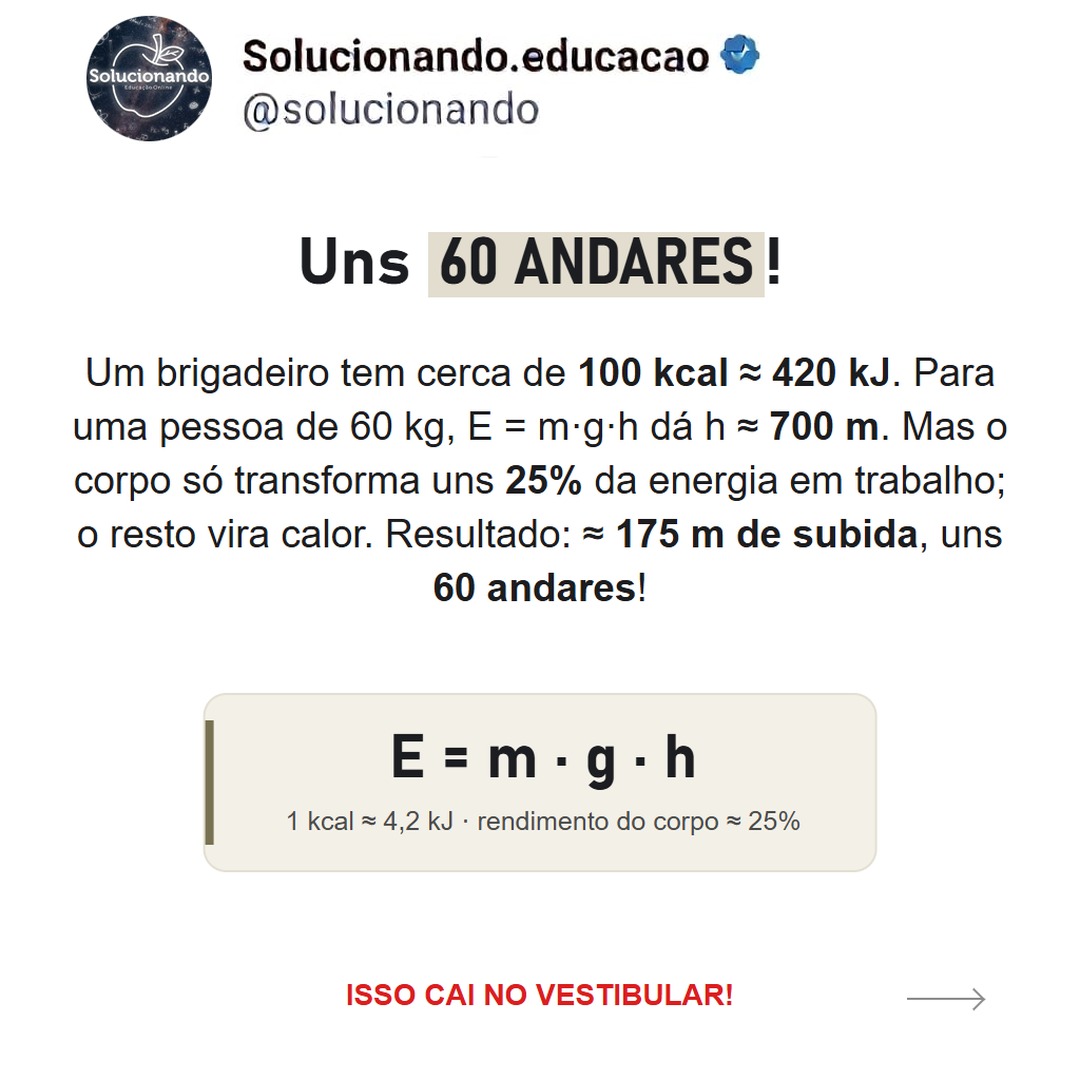 Solucionando
Educação Online
Solucionando.educacao
@solucionando
Uns 60 ANDARES!
Um brigadeiro tem cerca de 100 kcal ≈ 420 kJ. Para
uma pessoa de 60 kg, E = m·g·h dá h ≈ 700 m. Mas o
corpo só transforma uns 25% da energia em trabalho;
o resto vira calor. Resultado: ≈ 175 m de subida, uns
60 andares!
E = m · g · h
1 kcal ≈ 4,2 kJ · rendimento do corpo ≈ 25%
ISSO CAI NO VESTIBULAR!